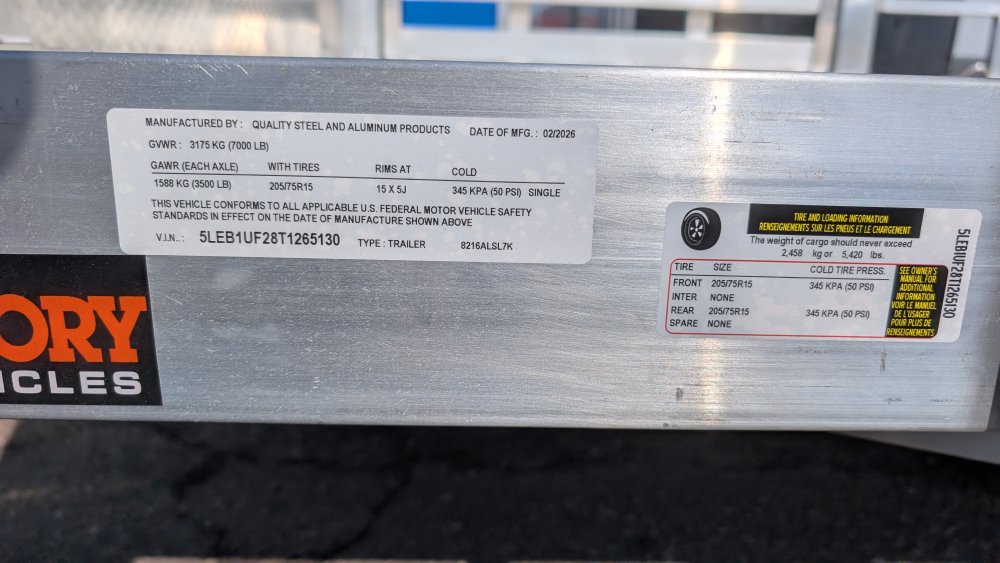 MANUFACTURED BY : QUALITY STEEL AND ALUMINUM PRODUCTS DATE OF MFG. : 02/2026
GVWR : 3175 KG (7000 LB)
GAWR (EACH AXLE) WITH TIRES RIMS AT COLD
1588 KG (3500 LB) 205/75R15 15 X 5J 345 KPA (50 PSI) SINGLE
THIS VEHICLE CONFORMS TO ALL APPLICABLE U.S. FEDERAL MOTOR VEHICLE SAFETY
STANDARDS IN EFFECT ON THE DATE OF MANUFACTURE SHOWN ABOVE
V.I.N.. : 5LEB1UF28T1265130 TYPE : TRAILER 8216ALSL7K
ORY
ICLES
TIRE AND LOADING INFORMATION
RENSEIGNEMENTS SUR LES PNEUS ET LE CHARGEMENT
The weight of cargo should never exceed
2,458 kg or 5,420 lbs.
TIRE SIZE COLD TIRE PRESS.
FRONT 205/75R15 345 KPA (50 PSI)
INTER NONE
REAR 205/75R15 345 KPA (50 PSI)
SPARE NONE
SEE OWNER'S
MANUAL FOR
ADDITIONAL
INFORMATION
VOIR LE MANUEL
DE L'USAGER
POUR PLUS DE
RENSEIGNEMENTS
5LEB1UF28T1265130